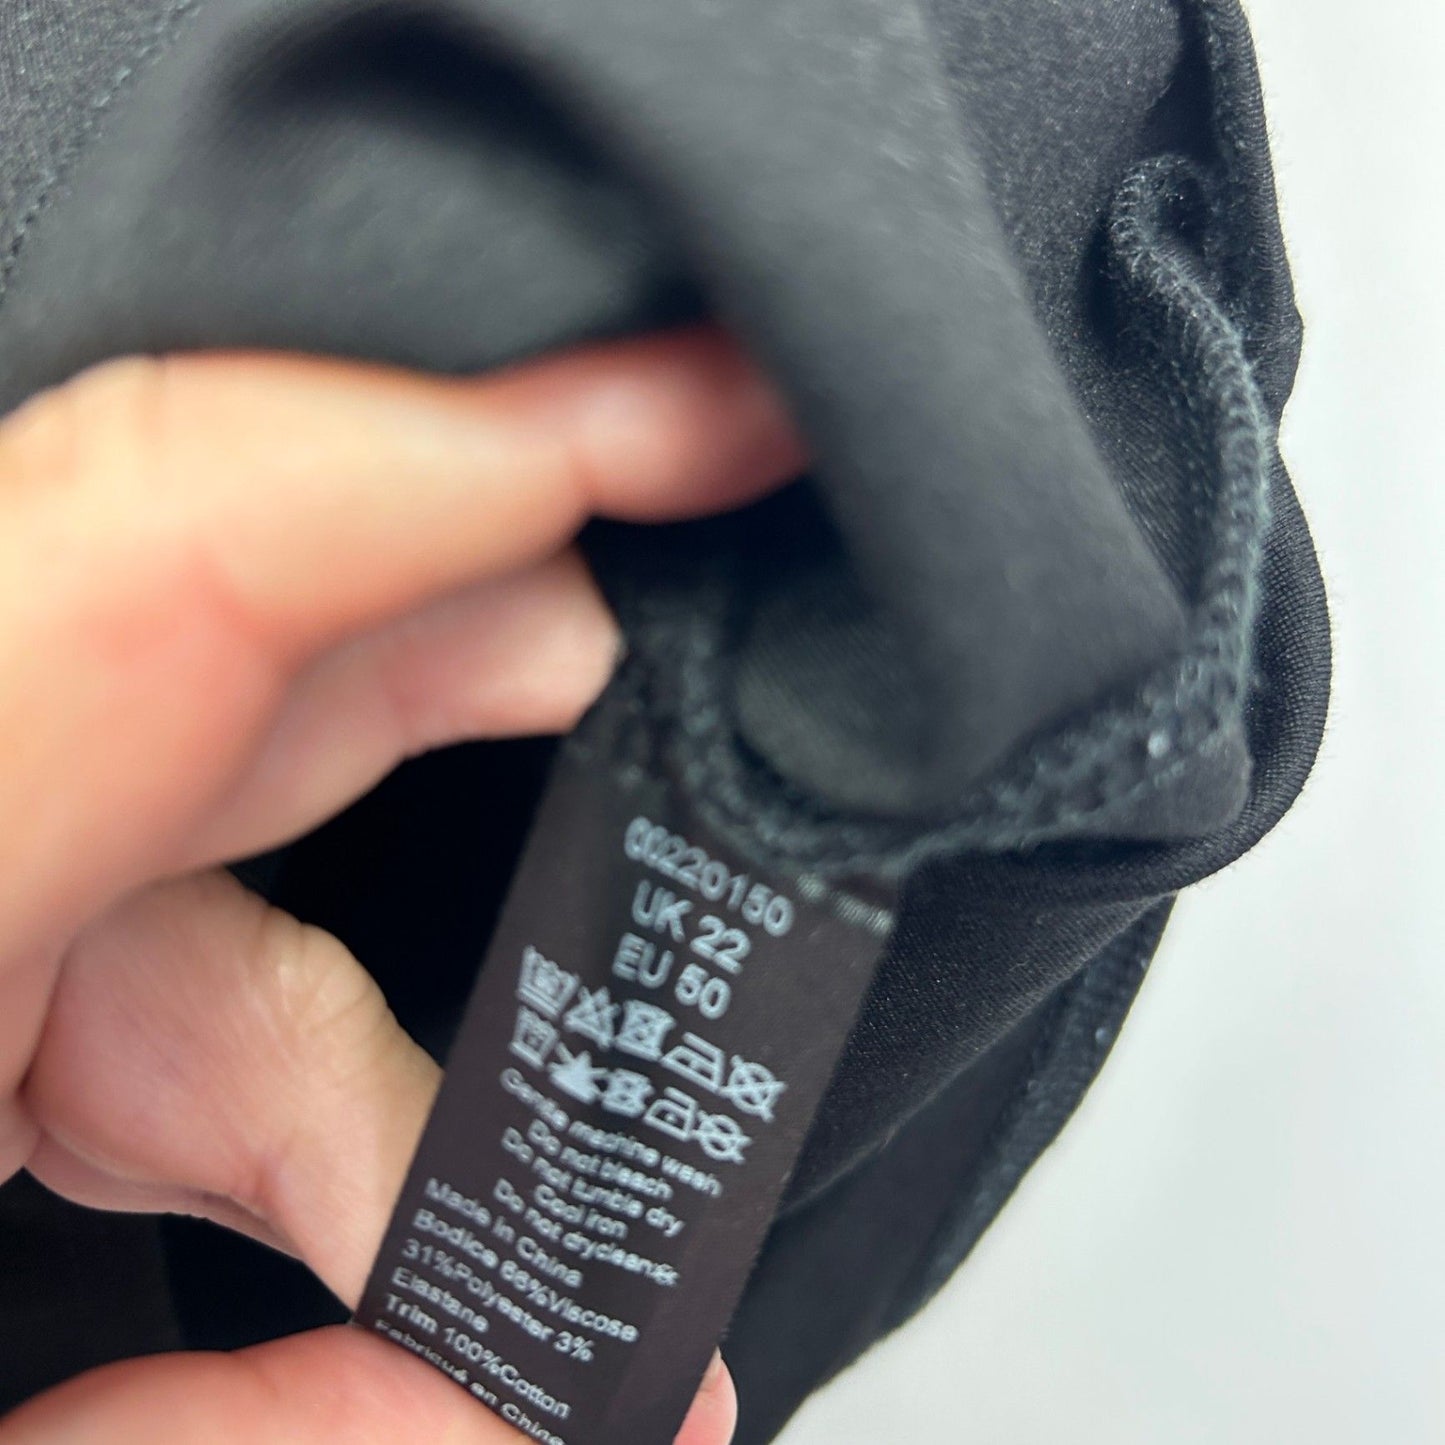 00220150
UK 22
EU 50
Gentle machine wash
Do not bleach
Do not tumble dry
Cool iron
Do not dryclean
Made in China
Bodice 66%Viscose
31%Polyester 3%
Elastane
Trim 100%Cotton
Fabriqué en Chine